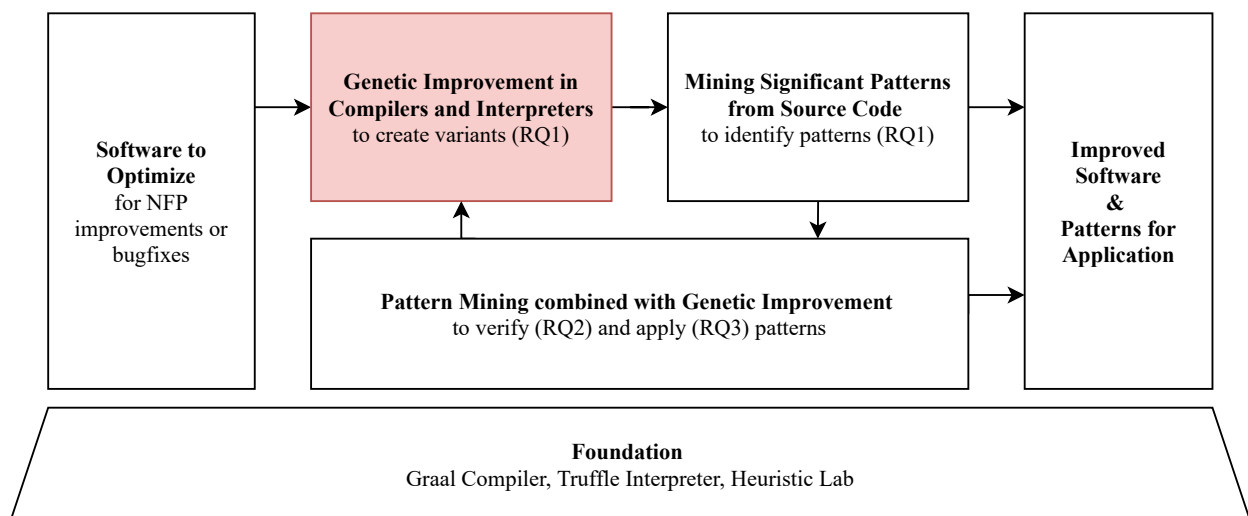 Software to
Optimize
for NFP
improvements or
bugfixes
Genetic Improvement in
Compilers and Interpreters
to create variants (RQ1)
Mining Significant Patterns
from Source Code
to identify patterns (RQ1)
Pattern Mining combined with Genetic Improvement
to verify (RQ2) and apply (RQ3) patterns
Improved
Software
&
Patterns for
Application
Foundation
Graal Compiler, Truffle Interpreter, Heuristic Lab